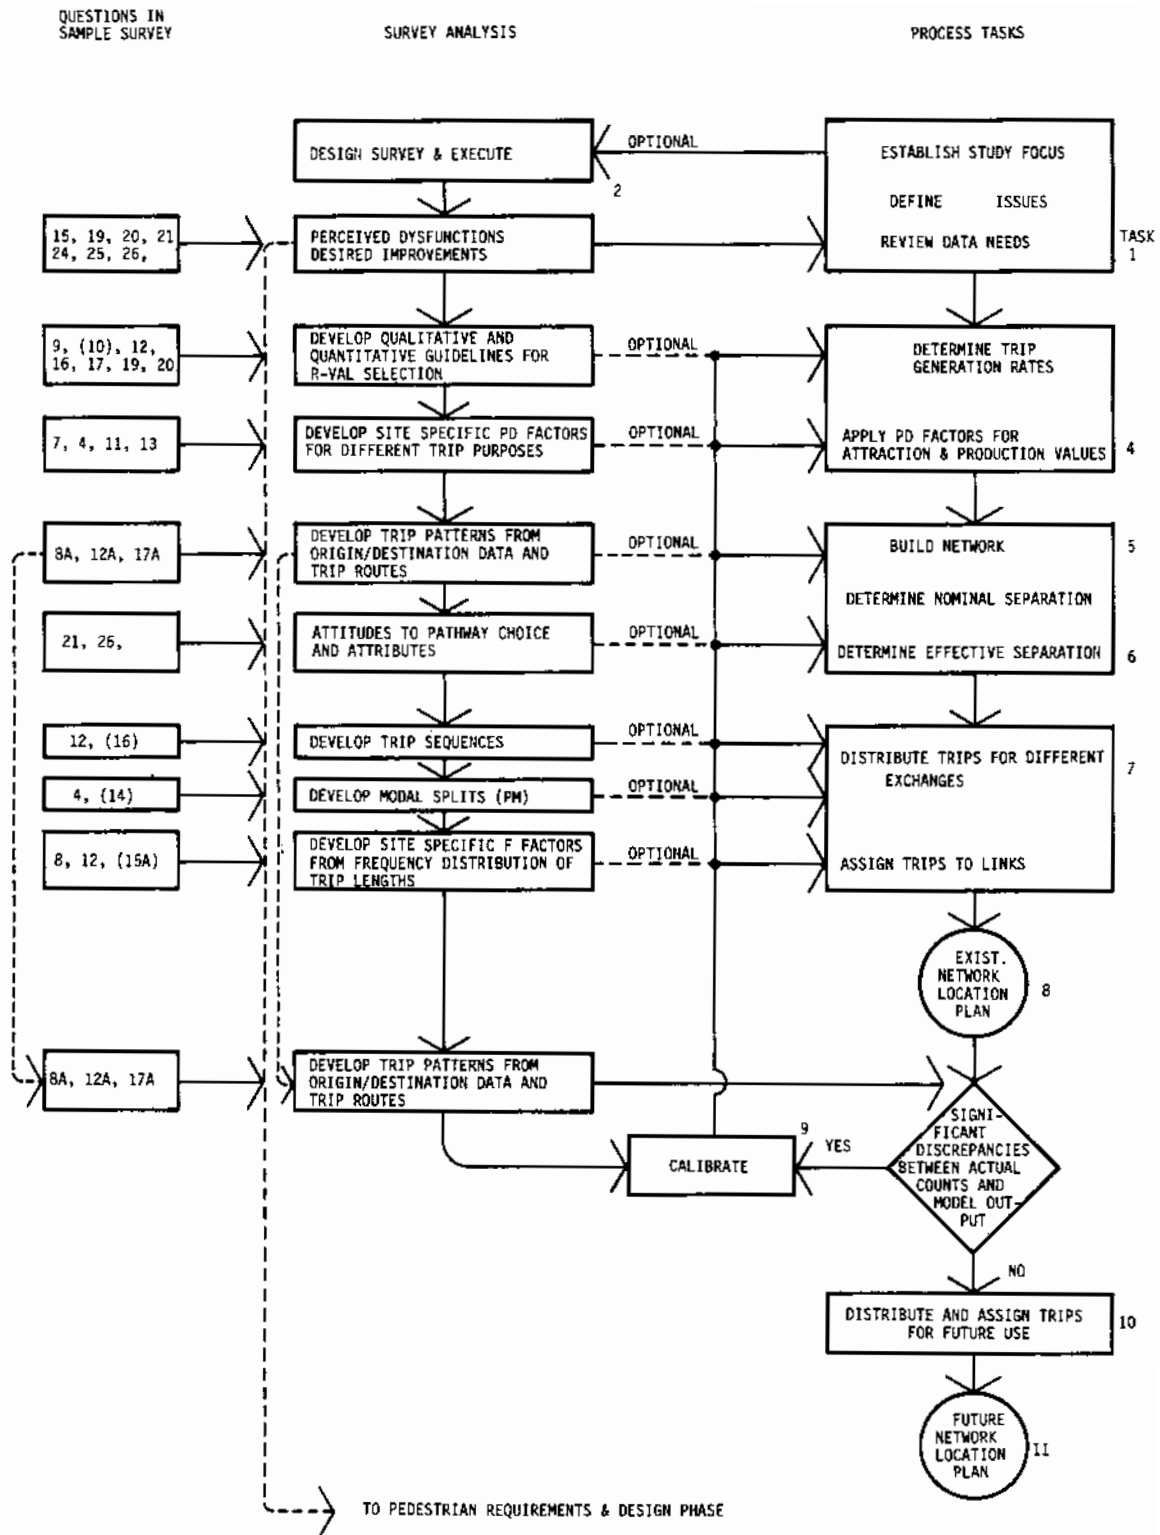 QUESTIONS IN
SAMPLE SURVEY
SURVEY ANALYSIS
PROCESS TASKS
DESIGN SURVEY & EXECUTE
OPTIONAL
2
ESTABLISH STUDY FOCUS
DEFINE ISSUES
REVIEW DATA NEEDS
TASK
1
15, 19, 20, 21
24, 25, 26,
PERCEIVED DYSFUNCTIONS
DESIRED IMPROVEMENTS
9, (10), 12,
16, 17, 19, 20
DEVELOP QUALITATIVE AND
QUANTITATIVE GUIDELINES FOR
R-VAL SELECTION
OPTIONAL
DETERMINE TRIP
GENERATION RATES
7, 4, 11, 13
DEVELOP SITE SPECIFIC PD FACTORS
FOR DIFFERENT TRIP PURPOSES
OPTIONAL
APPLY PD FACTORS FOR
ATTRACTION & PRODUCTION VALUES
4
8A, 12A, 17A
DEVELOP TRIP PATTERNS FROM
ORIGIN/DESTINATION DATA AND
TRIP ROUTES
OPTIONAL
BUILD NETWORK
5
DETERMINE NOMINAL SEPARATION
21, 26,
ATTITUDES TO PATHWAY CHOICE
AND ATTRIBUTES
OPTIONAL
DETERMINE EFFECTIVE SEPARATION
6
12, (16)
DEVELOP TRIP SEQUENCES
OPTIONAL
DISTRIBUTE TRIPS FOR DIFFERENT
EXCHANGES
7
4, (14)
DEVELOP MODAL SPLITS (PM)
OPTIONAL
8, 12, (15A)
DEVELOP SITE SPECIFIC F FACTORS
FROM FREQUENCY DISTRIBUTION OF
TRIP LENGTHS
OPTIONAL
ASSIGN TRIPS TO LINKS
EXIST.
NETWORK
LOCATION
PLAN
8
8A, 12A, 17A
DEVELOP TRIP PATTERNS FROM
ORIGIN/DESTINATION DATA AND
TRIP ROUTES
SIGNI-
FICANT
DISCREPANCIES
BETWEEN ACTUAL
COUNTS AND
MODEL OUT-
PUT
9
YES
CALIBRATE
NO
DISTRIBUTE AND ASSIGN TRIPS
FOR FUTURE USE
10
FUTURE
NETWORK
LOCATION
PLAN
11
TO PEDESTRIAN REQUIREMENTS & DESIGN PHASE